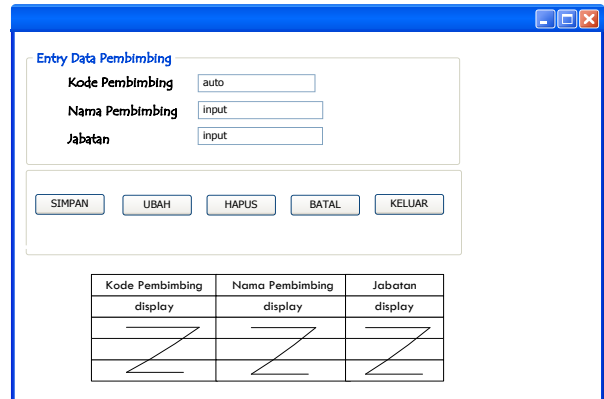 Entry Data Pembimbing
Kode Pembimbing auto
Nama Pembimbing input
Jabatan input
SIMPAN UBAH HAPUS BATAL KELUAR
Kode Pembimbing Nama Pembimbing Jabatan
display display display